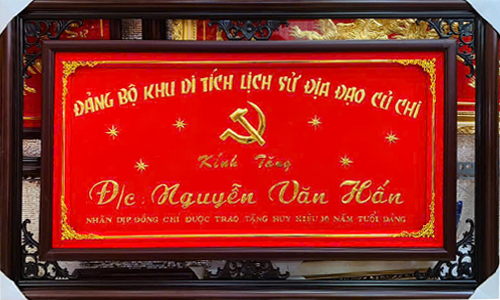 ĐẢNG BỘ KHU DI TÍCH LỊCH SỬ ĐỊA ĐẠO CỦ CHI
Kính Tặng
Đ/c: Nguyễn Văn Hấn
NHÂN DỊP ĐỒNG CHÍ ĐƯỢC TRAO TẶNG HUY HIỆU 30 NĂM TUỔI ĐẢNG